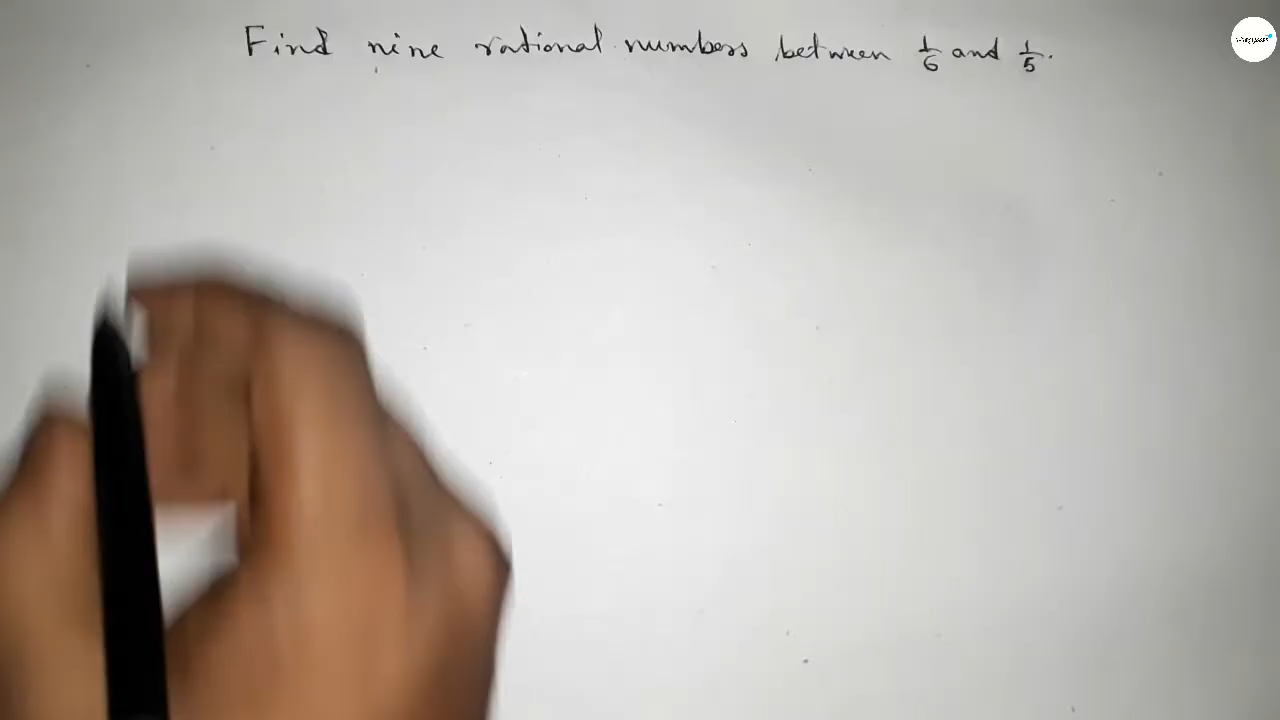 Find nine rational numbers between 1/6 and 1/5.